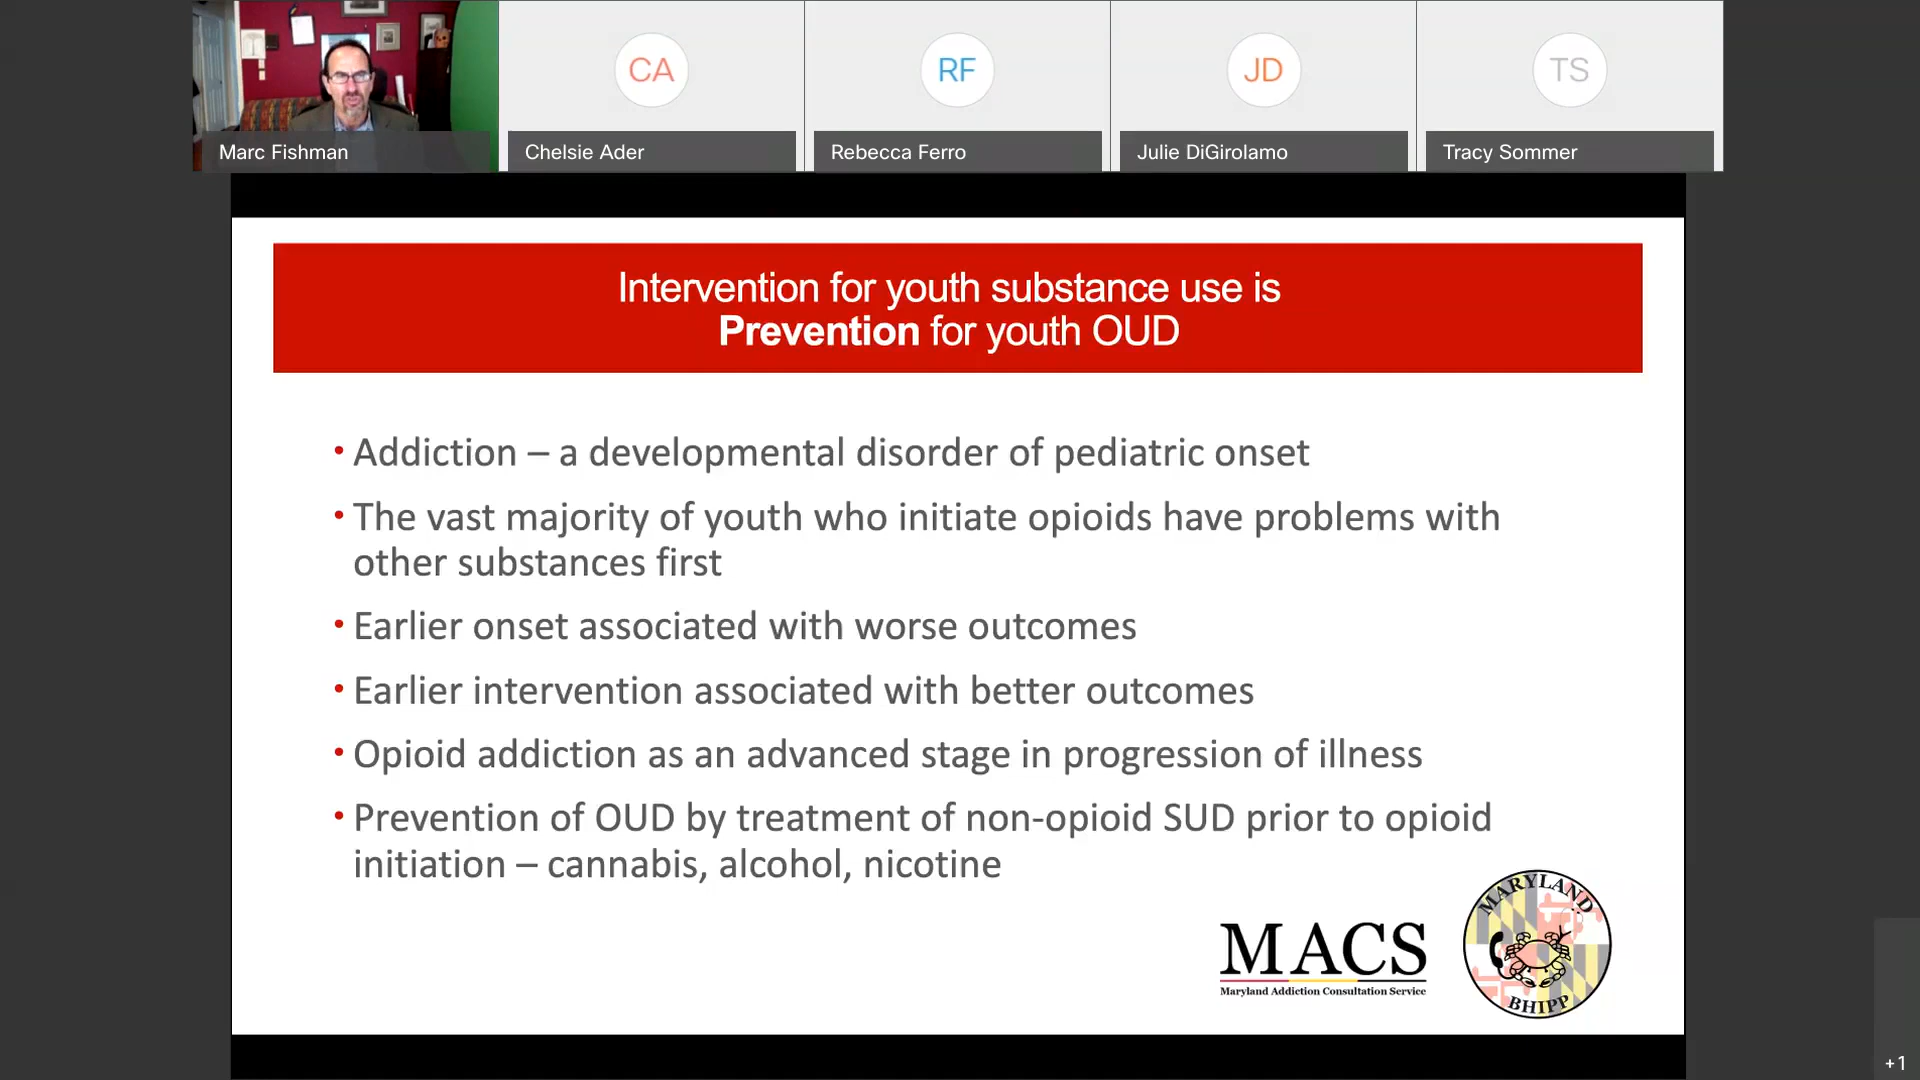 CA
RF
JD
TS
Marc Fishman
Chelsie Ader
Rebecca Ferro
Julie DiGirolamo
Tracy Sommer
Intervention for youth substance use is
Prevention for youth OUD
• Addiction – a developmental disorder of pediatric onset
• The vast majority of youth who initiate opioids have problems with
other substances first
• Earlier onset associated with worse outcomes
• Earlier intervention associated with better outcomes
• Opioid addiction as an advanced stage in progression of illness
• Prevention of OUD by treatment of non-opioid SUD prior to opioid
initiation – cannabis, alcohol, nicotine
MACS
Maryland Addiction Consultation Service
MARYLAND
BHIPP
+1